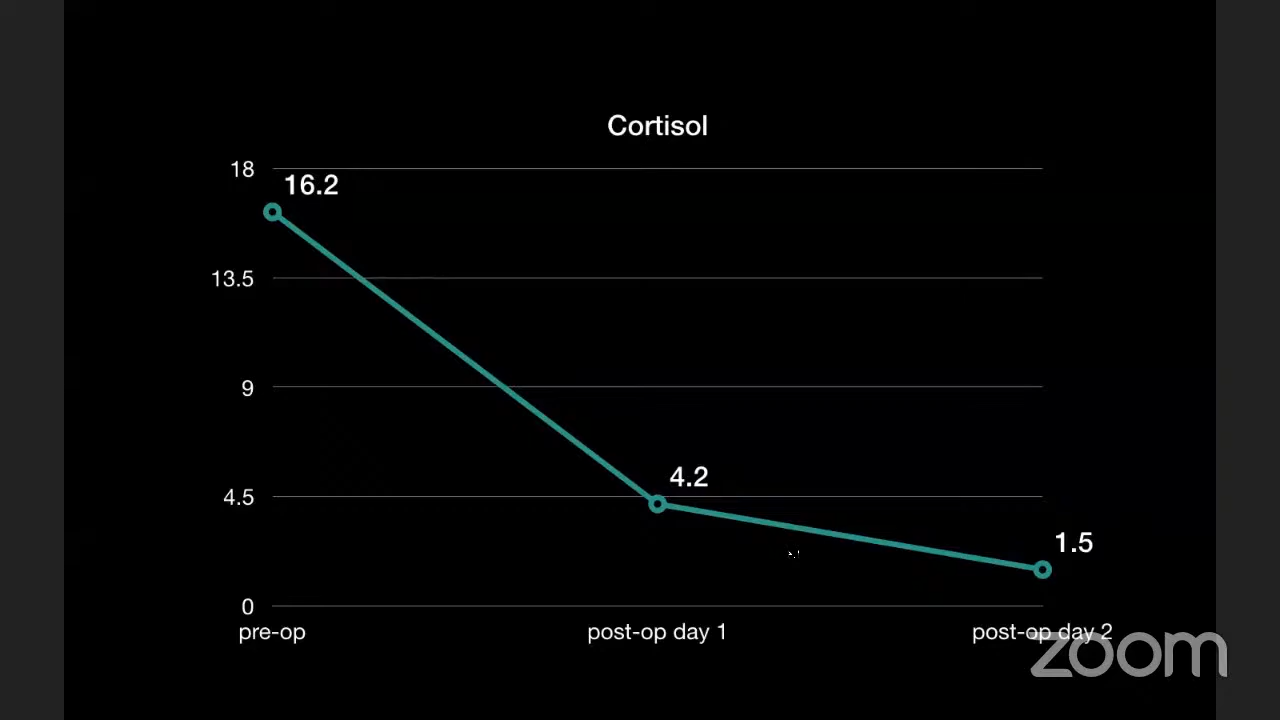 Cortisol
18
16.2
13.5
9
4.5
4.2
1.5
0
pre-op
post-op day 1
post-op day 2
zoom